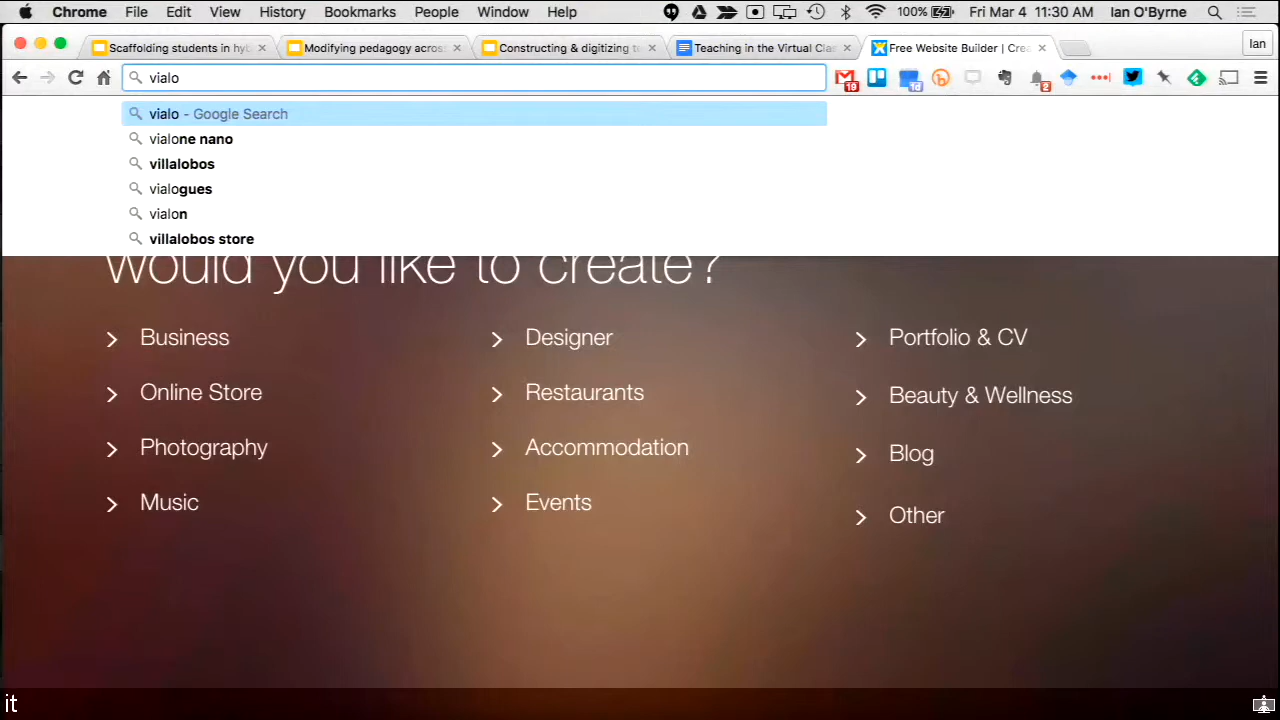 Chrome File Edit View History Bookmarks People Window Help 100% Fri Mar 4 11:30 AM Ian O'Byrne
Scaffolding students in hyb Modifying pedagogy acros Constructing & digitizing t Teaching in the Virtual Clas Free Website Builder | Crea Ian
vialo
vialo - Google Search
vialone nano
villalobos
vialogues
vialon
villalobos store
would you like to create?
Business Designer Portfolio & CV
Online Store Restaurants Beauty & Wellness
Photography Accommodation Blog
Music Events Other
it